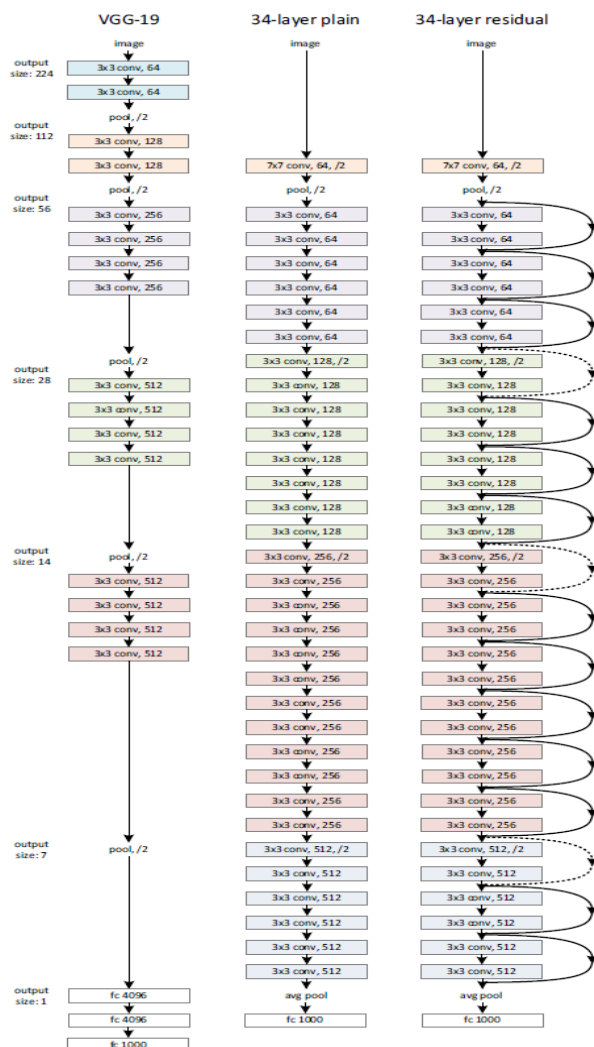 output
size: 224
output
size: 112
output
size: 56
output
size: 28
output
size: 14
output
size: 7
output
size: 1
VGG-19
image
3x3 conv, 64
3x3 conv, 64
pool, /2
3x3 conv, 128
3x3 conv, 128
pool, /2
3x3 conv, 256
3x3 conv, 256
3x3 conv, 256
3x3 conv, 256
pool, /2
3x3 conv, 512
3x3 conv, 512
3x3 conv, 512
3x3 conv, 512
pool, /2
3x3 conv, 512
3x3 conv, 512
3x3 conv, 512
3x3 conv, 512
pool, /2
fc 4096
fc 4096
fc 1000
34-layer plain
image
7x7 conv, 64, /2
pool, /2
3x3 conv, 64
3x3 conv, 64
3x3 conv, 64
3x3 conv, 64
3x3 conv, 64
3x3 conv, 64
3x3 conv, 128, /2
3x3 conv, 128
3x3 conv, 128
3x3 conv, 128
3x3 conv, 128
3x3 conv, 128
3x3 conv, 128
3x3 conv, 128
3x3 conv, 256, /2
3x3 conv, 256
3x3 conv, 256
3x3 conv, 256
3x3 conv, 256
3x3 conv, 256
3x3 conv, 256
3x3 conv, 256
3x3 conv, 256
3x3 conv, 256
3x3 conv, 256
3x3 conv, 256
3x3 conv, 512, /2
3x3 conv, 512
3x3 conv, 512
3x3 conv, 512
3x3 conv, 512
3x3 conv, 512
avg pool
fc 1000
34-layer residual
image
7x7 conv, 64, /2
pool, /2
3x3 conv, 64
3x3 conv, 64
3x3 conv, 64
3x3 conv, 64
3x3 conv, 64
3x3 conv, 64
3x3 conv, 128, /2
3x3 conv, 128
3x3 conv, 128
3x3 conv, 128
3x3 conv, 128
3x3 conv, 128
3x3 conv, 128
3x3 conv, 128
3x3 conv, 256, /2
3x3 conv, 256
3x3 conv, 256
3x3 conv, 256
3x3 conv, 256
3x3 conv, 256
3x3 conv, 256
3x3 conv, 256
3x3 conv, 256
3x3 conv, 256
3x3 conv, 256
3x3 conv, 256
3x3 conv, 512, /2
3x3 conv, 512
3x3 conv, 512
3x3 conv, 512
3x3 conv, 512
3x3 conv, 512
avg pool
fc 1000